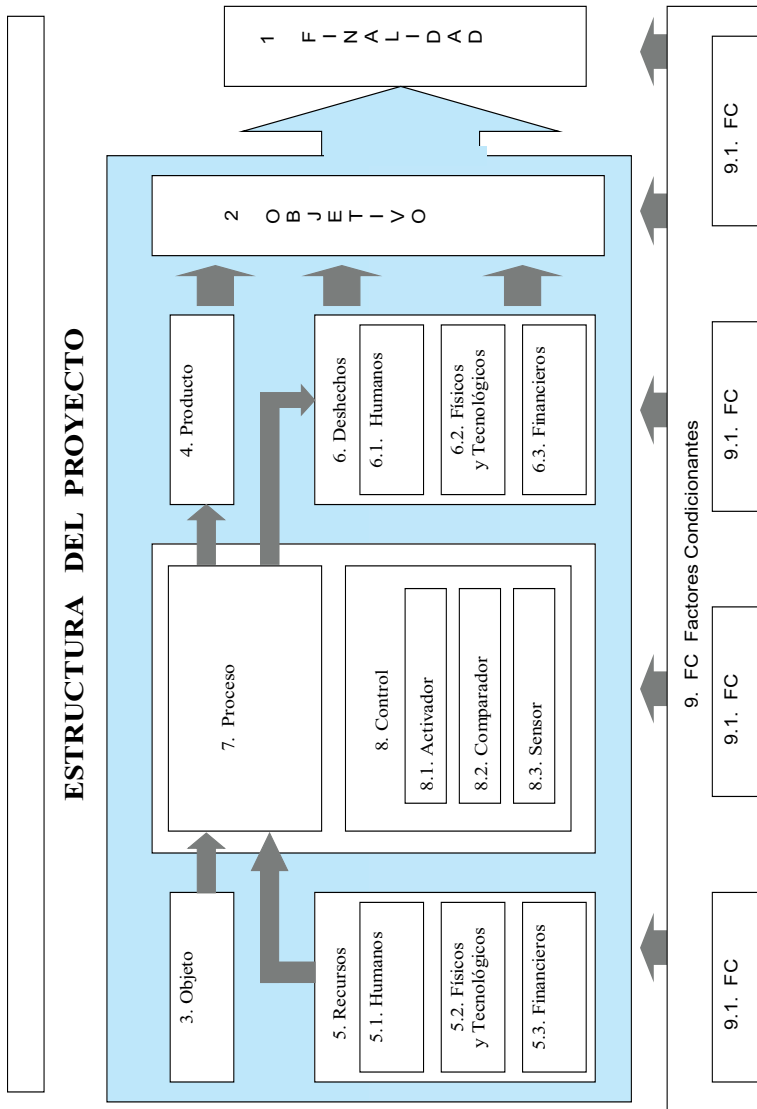 ESTRUCTURA DEL PROYECTO
3. Objeto
5. Recursos
5.1. Humanos
5.2. Físicos
y Tecnológicos
5.3. Financieros
7. Proceso
8. Control
8.1. Activador
8.2. Comparador
8.3. Sensor
4. Producto
6. Deshechos
6.1. Humanos
6.2. Físicos
y Tecnológicos
6.3. Financieros
2 OBJETIVO
1 FINALIDAD
9. FC Factores Condicionantes
9.1. FC
9.1. FC
9.1. FC
9.1. FC